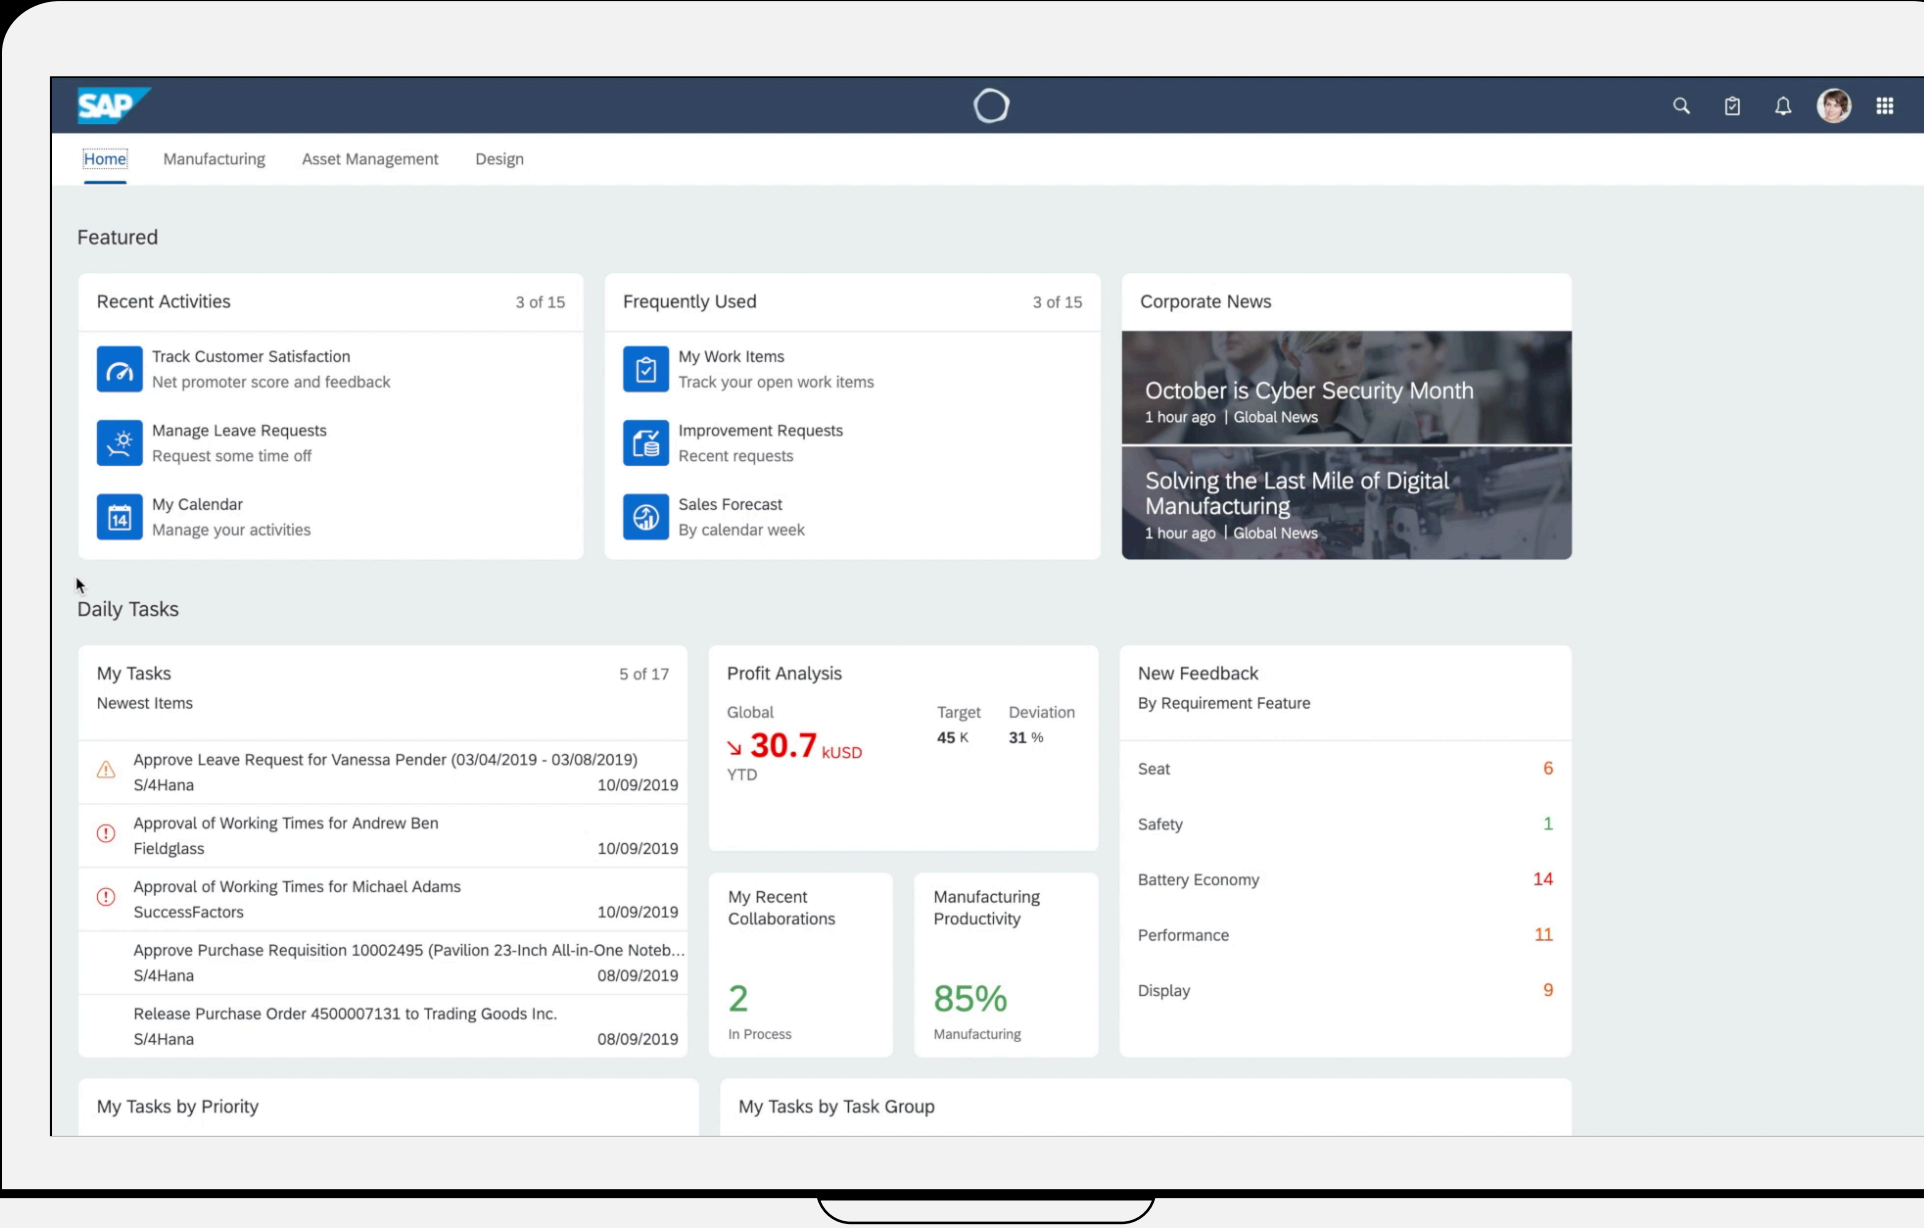 SAP
Home Manufacturing Asset Management Design
Featured
Recent Activities 3 of 15
Track Customer Satisfaction
Net promoter score and feedback
Manage Leave Requests
Request some time off
14
My Calendar
Manage your activities
Frequently Used 3 of 15
My Work Items
Track your open work items
Improvement Requests
Recent requests
Sales Forecast
By calendar week
Corporate News
October is Cyber Security Month
1 hour ago | Global News
Solving the Last Mile of Digital
Manufacturing
1 hour ago | Global News
Daily Tasks
My Tasks 5 of 17
Newest Items
Approve Leave Request for Vanessa Pender (03/04/2019 - 03/08/2019)
S/4Hana 10/09/2019
Approval of Working Times for Andrew Ben
Fieldglass 10/09/2019
Approval of Working Times for Michael Adams
SuccessFactors 10/09/2019
Approve Purchase Requisition 10002495 (Pavilion 23-Inch All-in-One Noteb...
S/4Hana 08/09/2019
Release Purchase Order 4500007131 to Trading Goods Inc.
S/4Hana 08/09/2019
Profit Analysis
Global Target Deviation
30.7 kUSD 45 K 31 %
YTD
My Recent
Collaborations
2
In Process
Manufacturing
Productivity
85%
Manufacturing
New Feedback
By Requirement Feature
Seat 6
Safety 1
Battery Economy 14
Performance 11
Display 9
My Tasks by Priority
My Tasks by Task Group